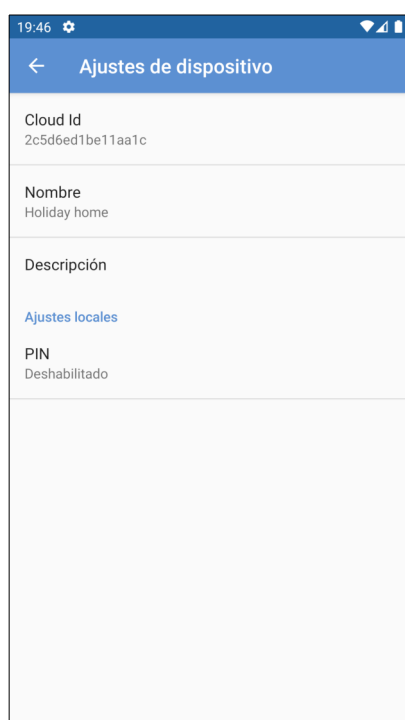 19:46
Ajustes de dispositivo
Cloud Id
2c5d6ed1be11aa1c
Nombre
Holiday home
Descripción
Ajustes locales
PIN
Deshabilitado